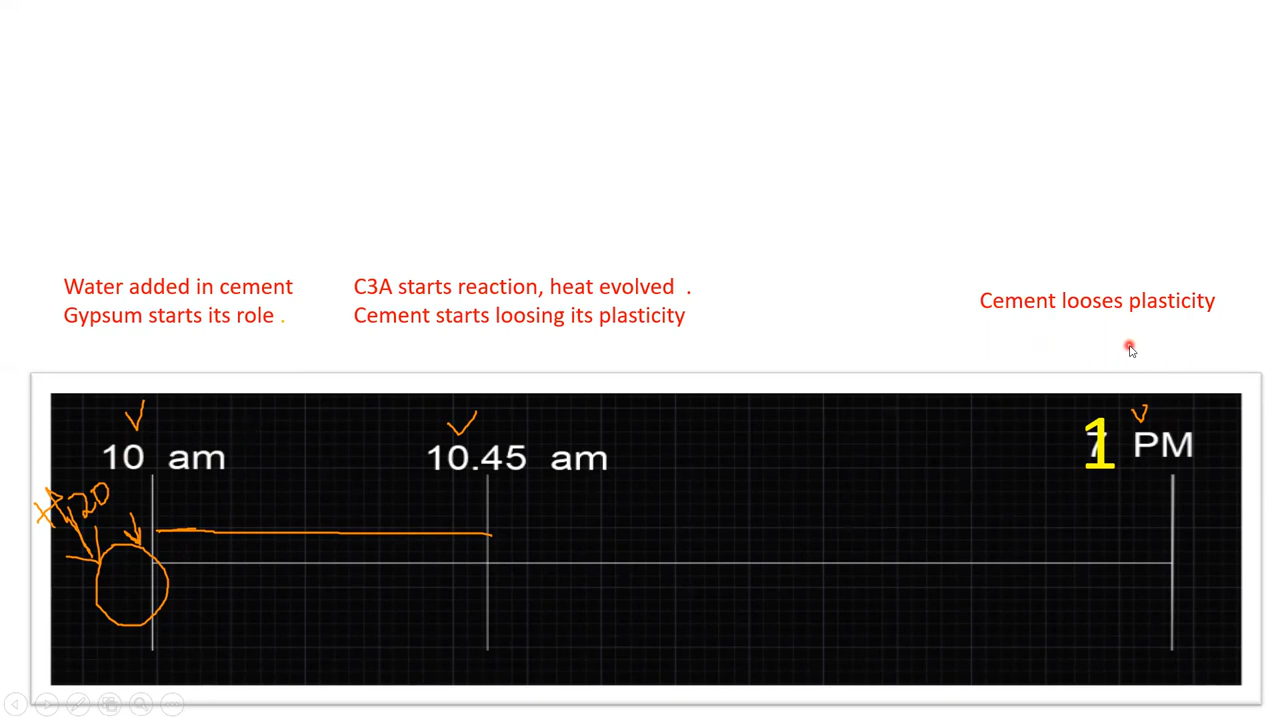 Water added in cement
Gypsum starts its role .
C3A starts reaction, heat evolved .
Cement starts loosing its plasticity
Cement looses plasticity
10 am
10.45 am
1 PM
H20